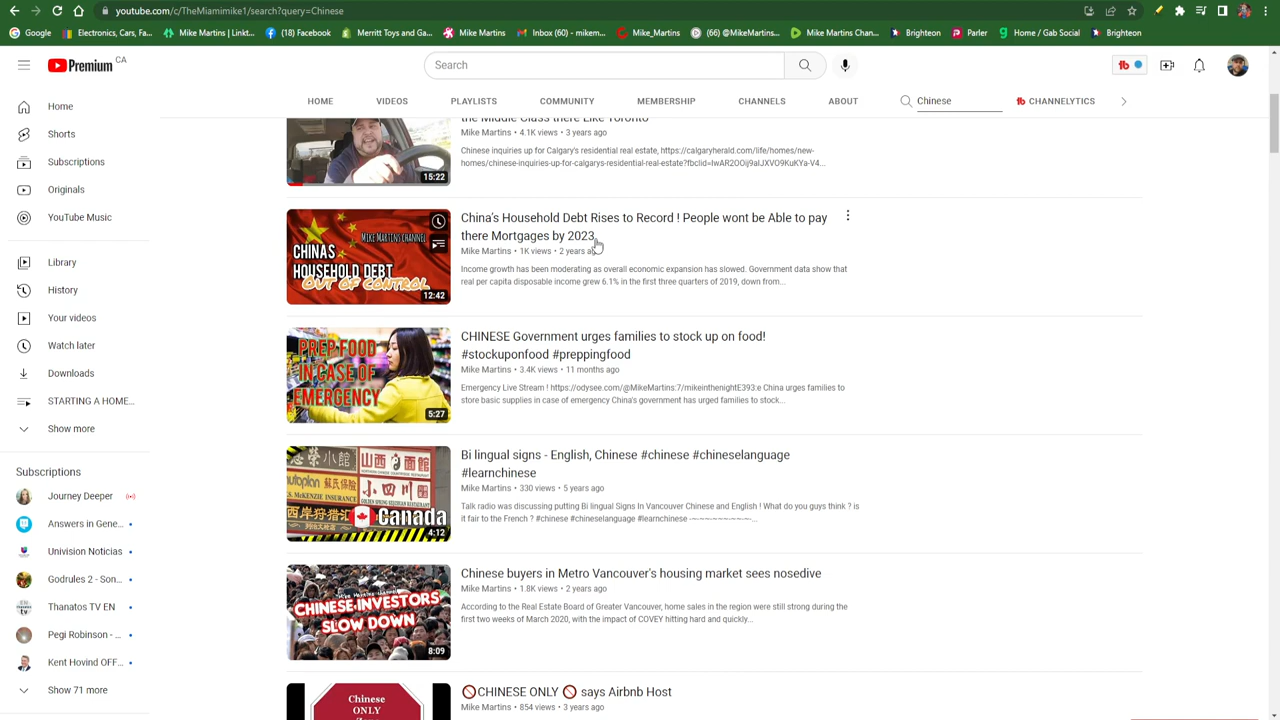 youtube.com/@TheMiamimike1/search?query=chinese
Google
Electronics, Cars, Fa...
Mike Martins | Linkt...
(18) Facebook
Merritt Toys and Ga...
Inbox (60) - mikem...
Mike_Martins
(66) @MikeMartins...
Mike Martins Chan...
Brighteon
Parler
Home / Gab Social
Brighteon
Premium CA
Search
HOME
VIDEOS
PLAYLISTS
COMMUNITY
MEMBERSHIP
CHANNELS
ABOUT
Chinese
CHANNELYTICS
Home
Shorts
Subscriptions
Originals
YouTube Music
Library
History
Your videos
Watch later
Downloads
STARTING A HOME...
Show more
Subscriptions
Journey Deeper
Answers in Gene...
Univision Noticias
Godrules 2 - Son...
Thanatos TV EN
Pegi Robinson - ...
Kent Hovind OFF...
Show 71 more
the Middle Class there Like Toronto
Mike Martins • 4.1K views • 3 years ago
Chinese inquiries up for Calgary's residential real estate, https://calgaryherald.com/life/homes/new-
15:22
CHINAS
HOUSEHOLD DEBT
OUT OF CONTROL
MIKE MARTINS CHANNEL
12:42
China's Household Debt Rises to Record ! People wont be Able to pay
there Mortgages by 2023
Mike Martins • 1K views • 2 years
Income growth has been moderating as overall economic expansion has slowed. Government data show that
real per capita disposable income grew 6.1% in the first three quarters of 2019, down from...
PREP FOOD
IN CASE OF
EMERGENCY
5:27
CHINESE Government urges families to stock up on food!
#stockuponfood #preppingfood
Mike Martins • 3.4K views • 11 months ago
Emergency Live Stream ! https://odysee.com/@MikeMartins:7/mikeinthenightE393:e China urges families to
store basic supplies in case of emergency China's government has urged families to stock...
Canada
4:12
Bi lingual signs - English, Chinese #chinese #chineselanguage
#learnchinese
Mike Martins • 330 views • 5 years ago
Talk radio was discussing putting Bi lingual Signs In Vancouver Chinese and English ! What do you guys think ? is
it fair to the French ? #chinese #chineselanguage #learnchinese
CHINESE INVESTORS
SLOW DOWN
8:09
Chinese buyers in Metro Vancouver's housing market sees nosedive
Mike Martins • 1.8K views • 2 years ago
According to the Real Estate Board of Greater Vancouver, home sales in the region were still strong during the
first two weeks of March 2020, with the impact of COVEY hitting hard and quickly...
Chinese
ONLY
🚫CHINESE ONLY 🚫 says Airbnb Host
Mike Martins • 854 views • 3 years ago